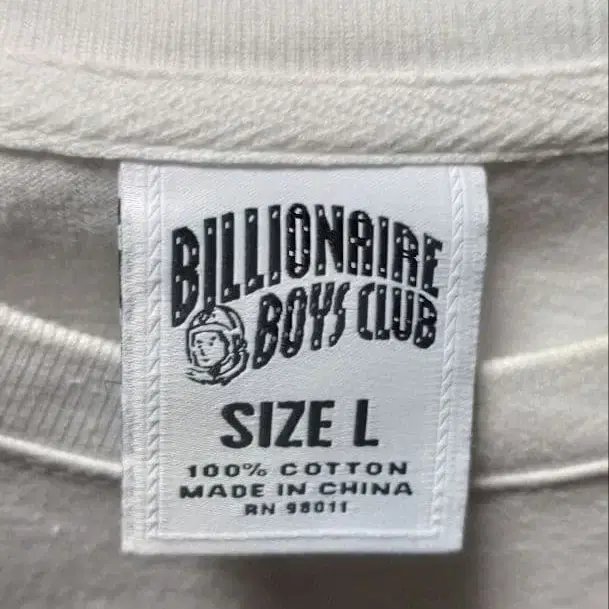 BILLIONAIRE
BOYS CLUB
SIZE L
100% COTTON
MADE IN CHINA
RN 98011